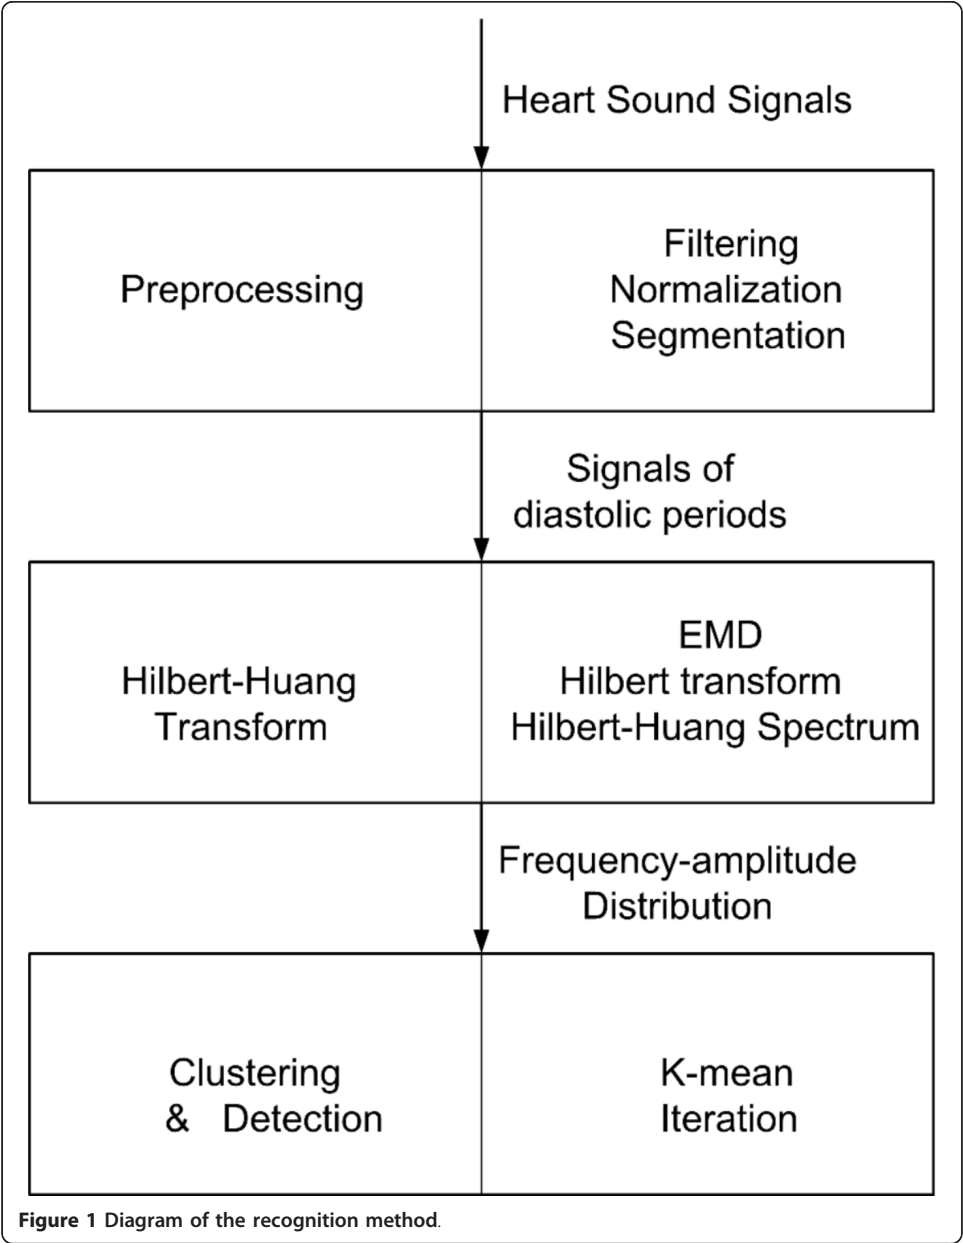 Heart Sound Signals
Preprocessing
Filtering
Normalization
Segmentation
Signals of
diastolic periods
Hilbert-Huang
Transform
EMD
Hilbert transform
Hilbert-Huang Spectrum
Frequency-amplitude
Distribution
Clustering
& Detection
K-mean
Iteration
Figure 1 Diagram of the recognition method.